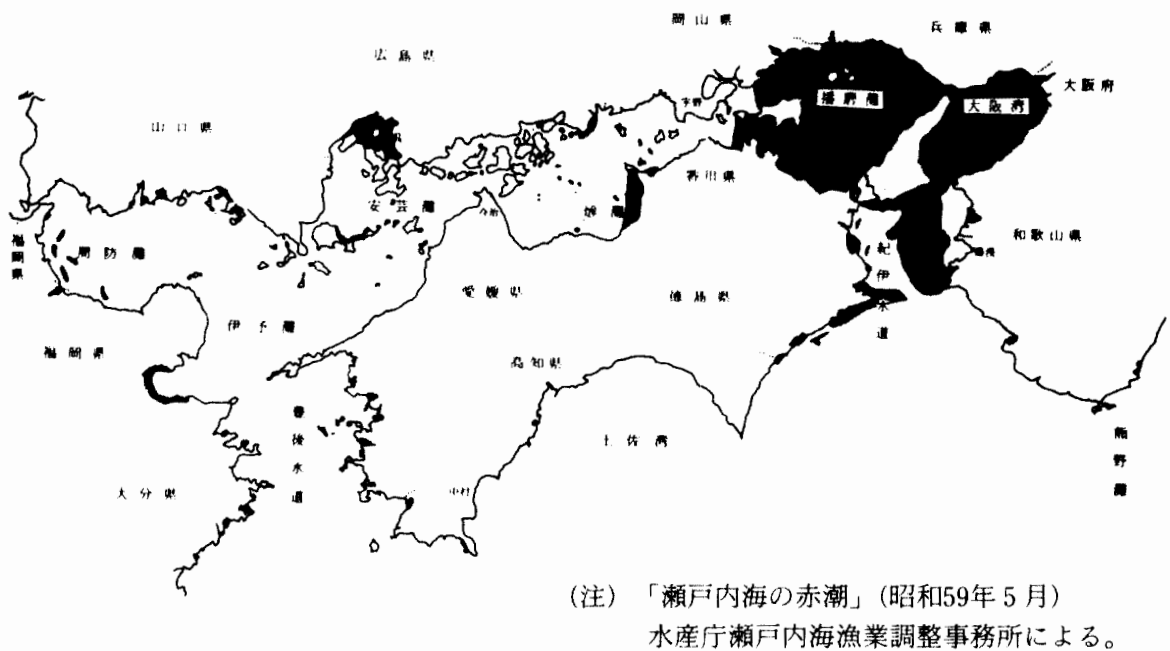 岡山県
兵庫県
広島県
大阪府
播磨灘
大阪湾
山口県
香川県
安芸灘
今治
燧灘
和歌山県
福岡県
周防灘
紀伊水道
愛媛県
徳島県
伊予灘
福岡県
高知県
豊後水道
土佐湾
熊野灘
大分県
中村
(注) 「瀬戸内海の赤潮」(昭和59年5月)
水産庁瀬戸内海漁業調整事務所による。